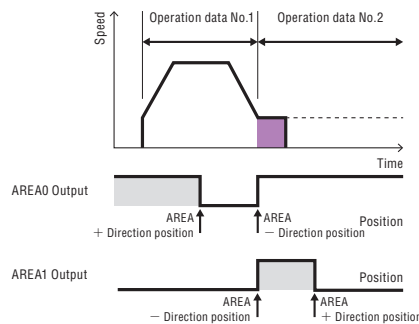 Speed
Operation data No.1
Operation data No.2
Time
AREA0 Output
AREA
+ Direction position
AREA
− Direction position
Position
AREA1 Output
Position
AREA
− Direction position
AREA
+ Direction position